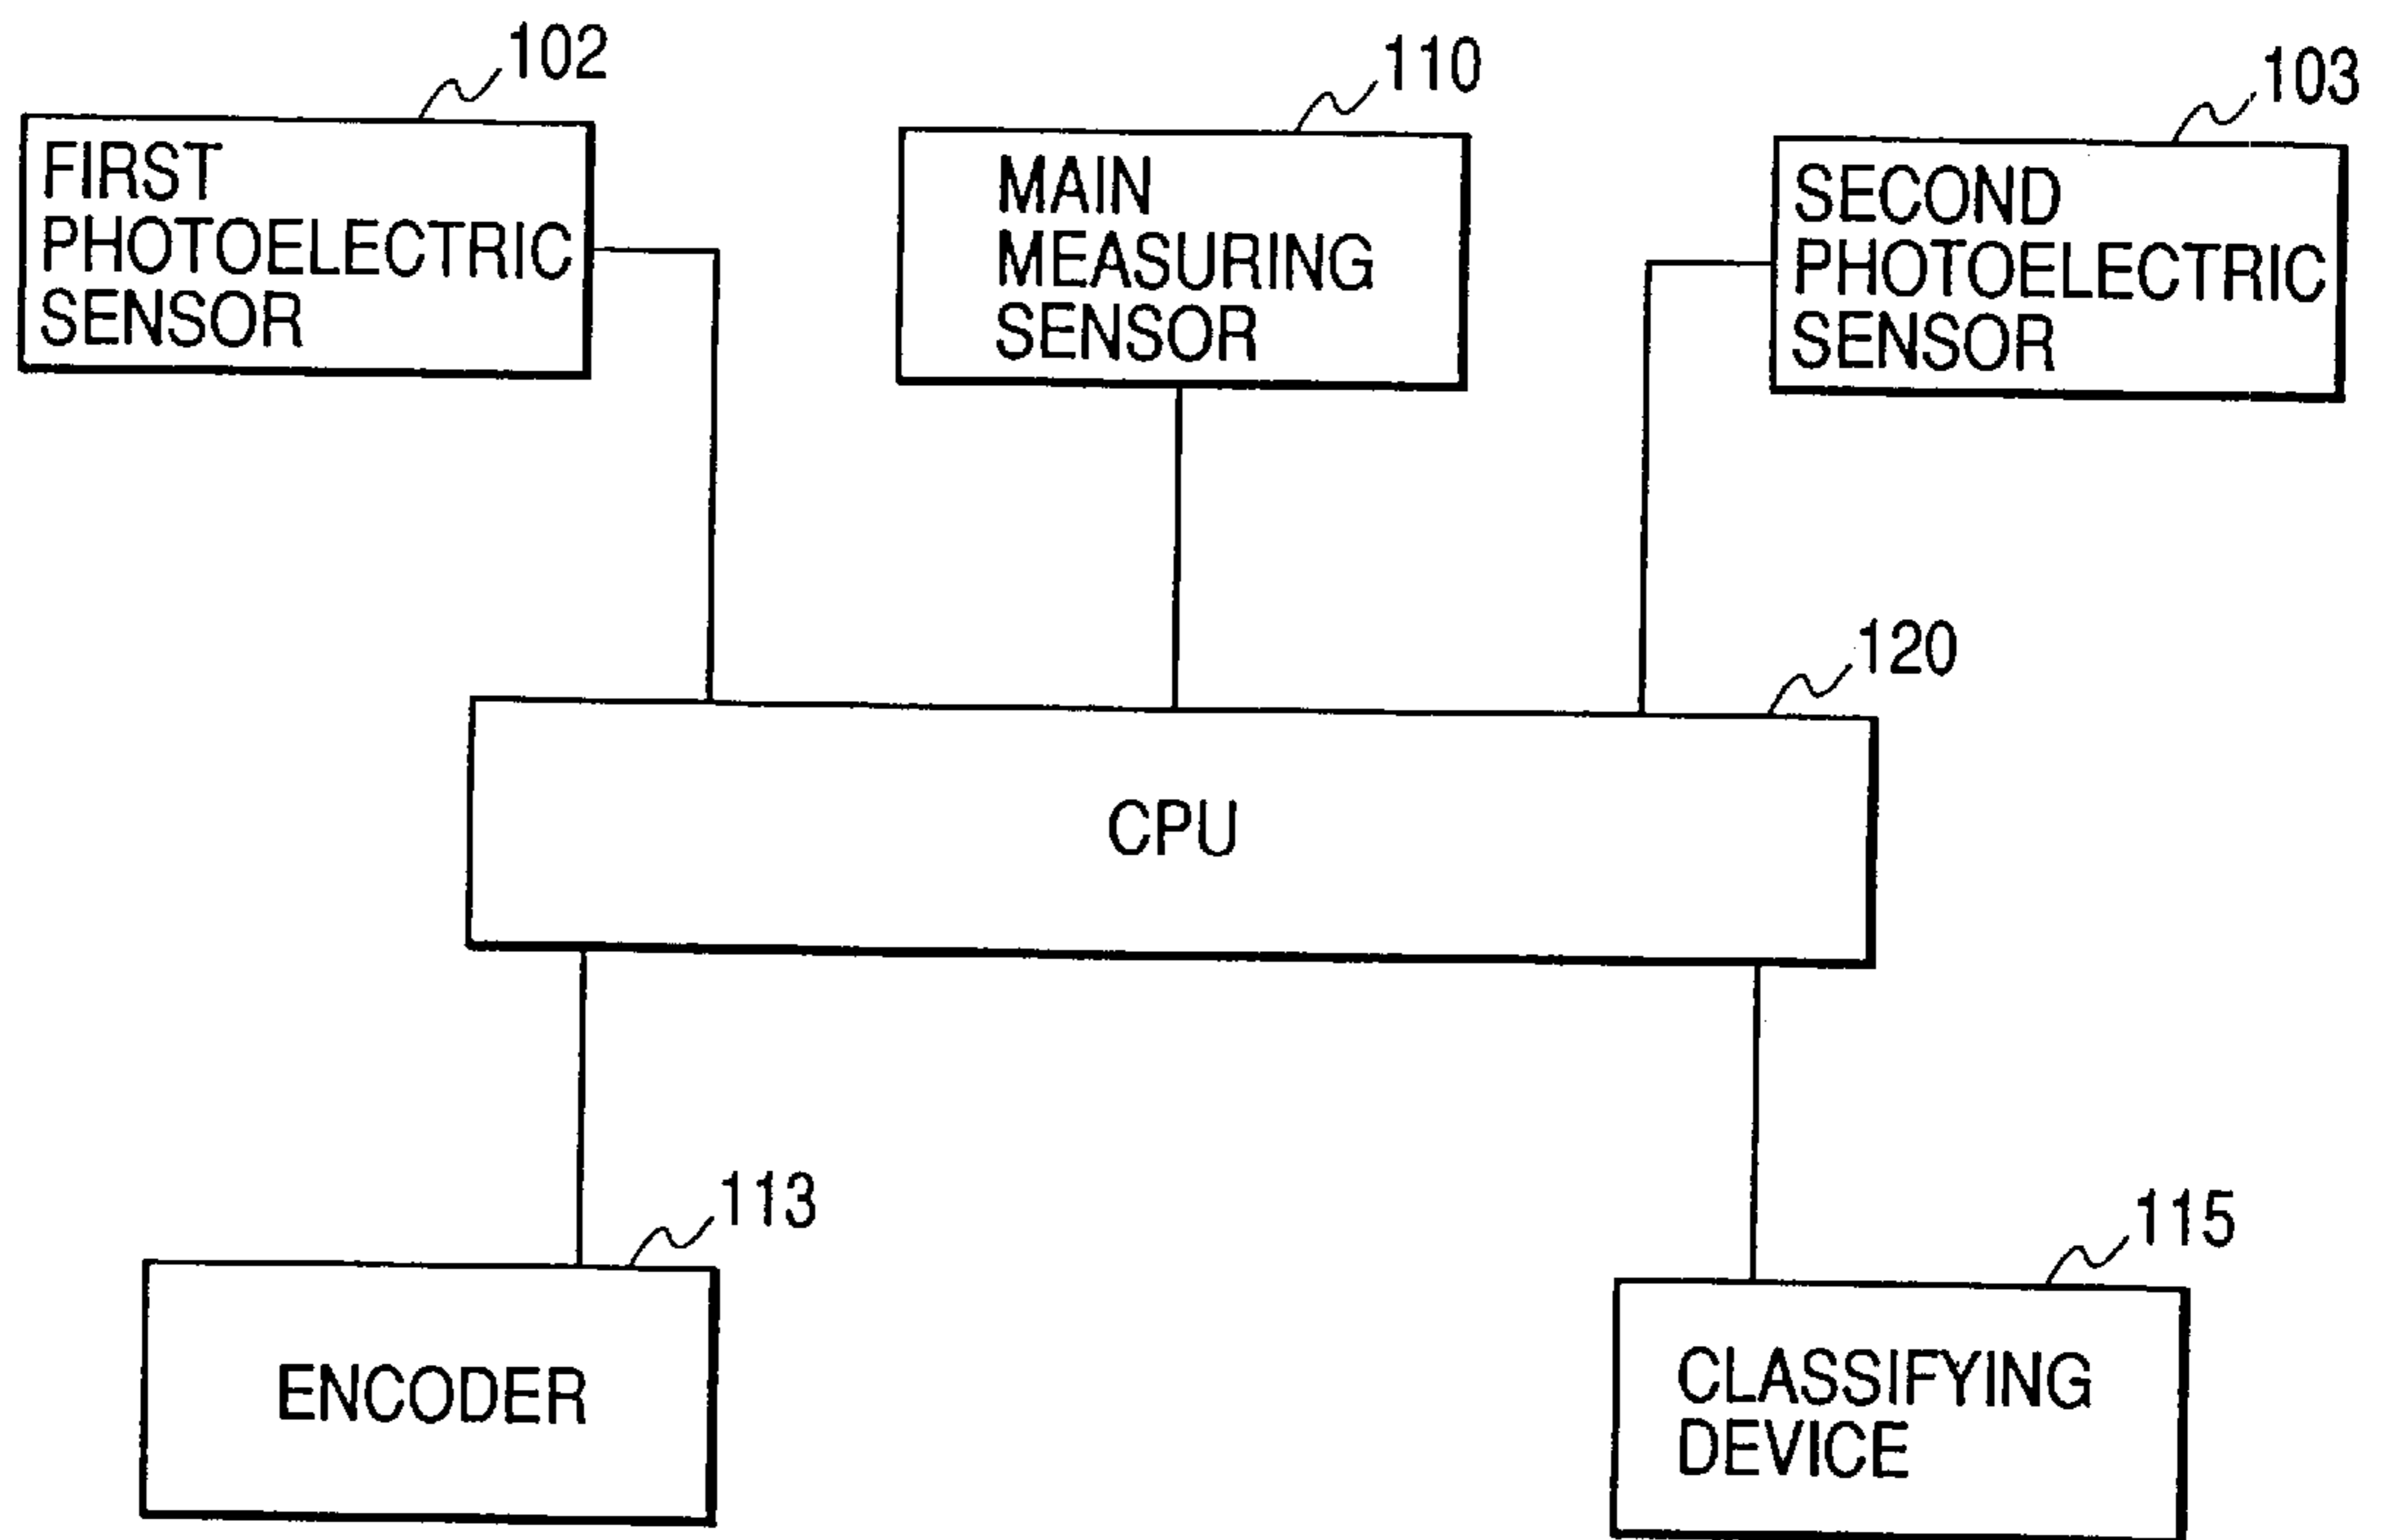 102
110
103
FIRST
PHOTOELECTRIC
SENSOR
MAIN
MEASURING
SENSOR
SECOND
PHOTOELECTRIC
SENSOR
120
CPU
113
115
ENCODER
CLASSIFYING
DEVICE